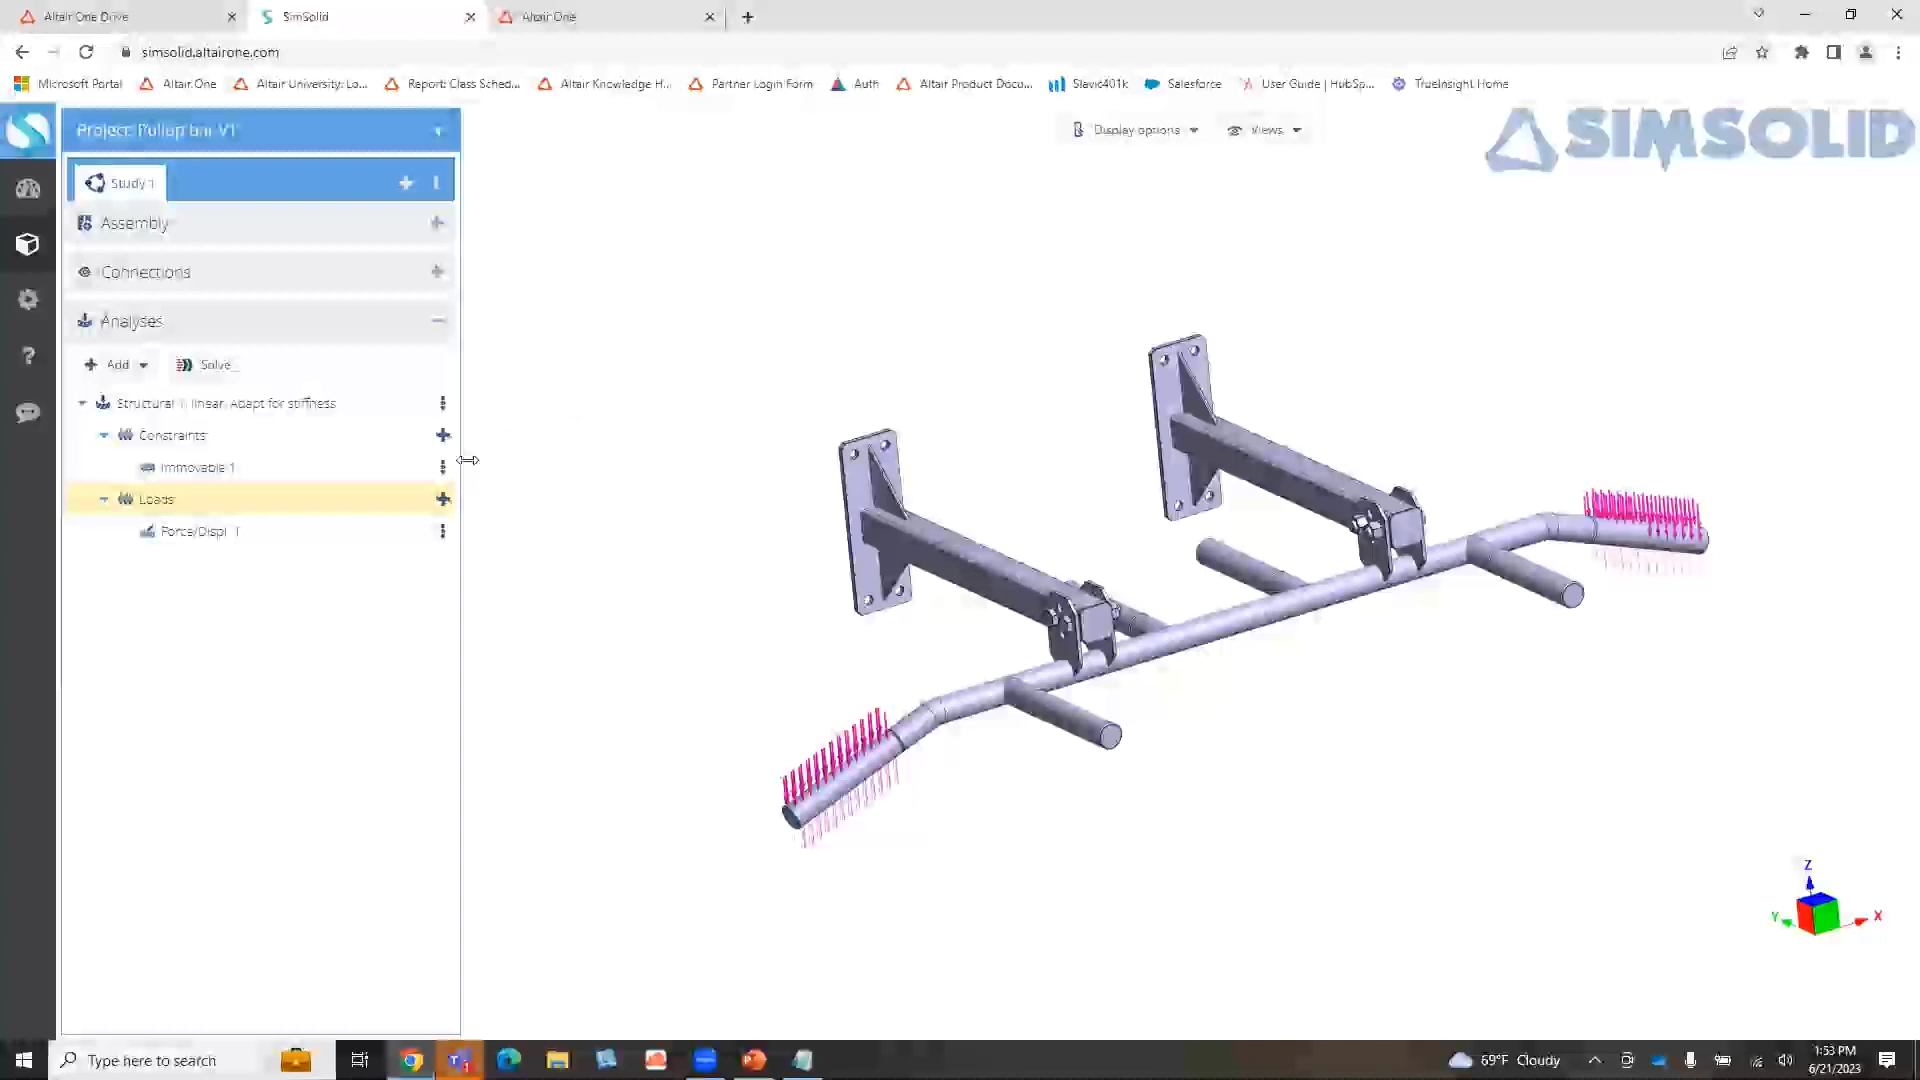 Altair One Drive
SimSolid
Altair One
simsolid.altairone.com
Microsoft Portal
Altair One
Altair University: Lo...
Report: Class Sched...
Altair Knowledge H...
Partner Login Form
Auth
Altair Product Docu...
Slavic401k
Salesforce
User Guide | HubSp...
TrueInsight Home
Project: Pullup bar V1
Display options
Views
SIMSOLID
Study 1
Assembly
Connections
Analyses
Add
Solve
Structural 1 linear, Adapt for stiffness
Constraints
Immovable 1
Loads
Force/Displ 1
Z
Y
X
Type here to search
69°F Cloudy
1:53 PM
6/21/2023